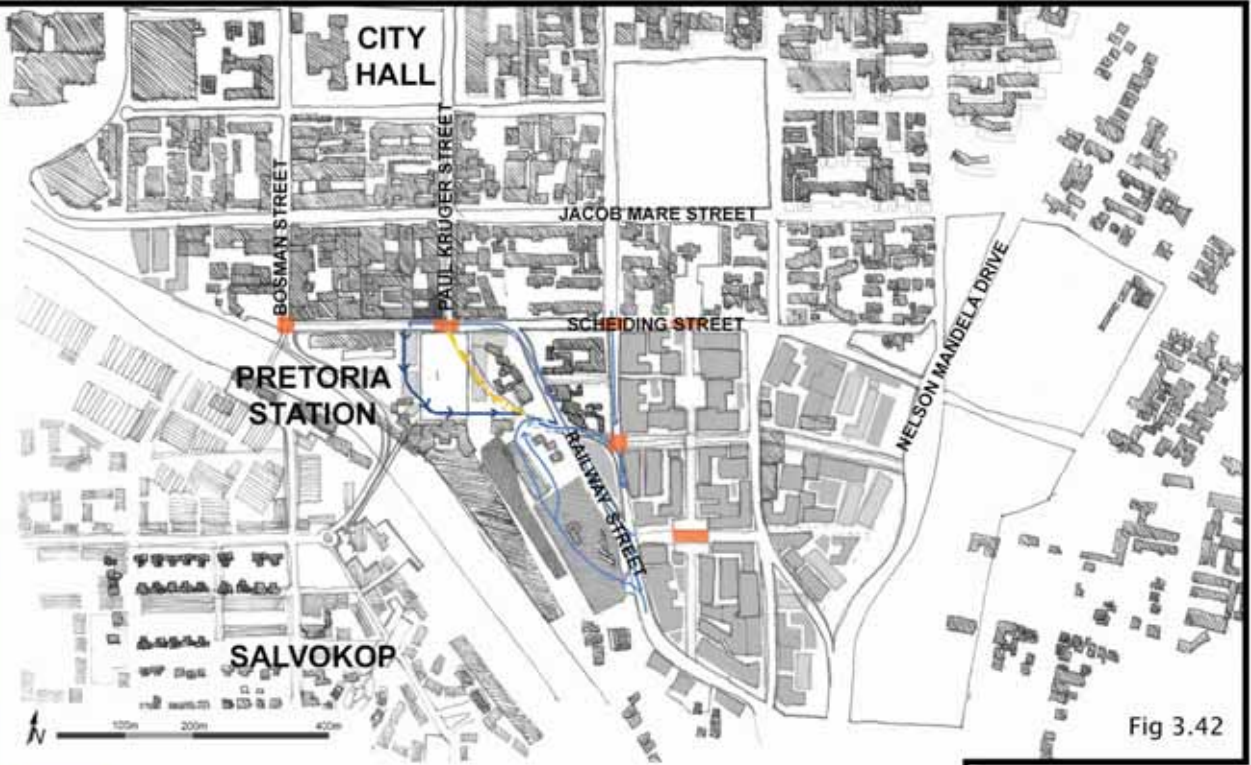 CITY
HALL
PAUL KRUGER STREET
BOSMAN STREET
JACOB MARE STREET
SCHEIDING STREET
NELSON MANDELA DRIVE
PRETORIA
STATION
RAILWAY STREET
SALVOKOP
N
100m 200m 400m
Fig 3.42